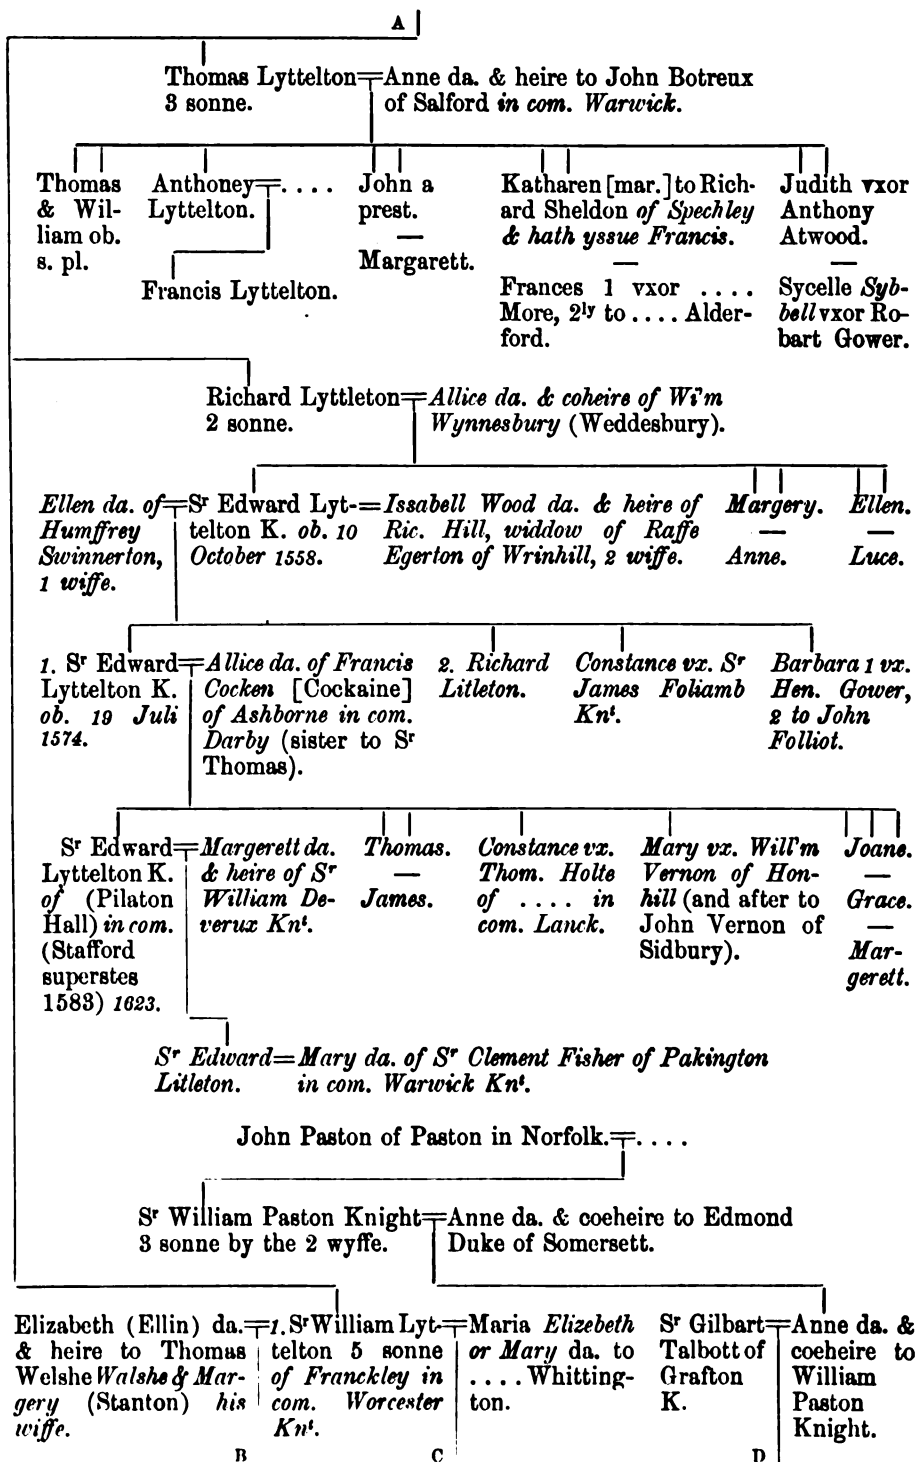 A
Thomas Lyttelton=Anne da. & heire to John Botreux
3 sonne.
of Salford in com. Warwick.
Thomas
& Wil-
liam ob.
s. pl.
Anthoney=....
Lyttelton.
Francis Lyttelton.
John a
prest.
—
Margarett.
Katharen [mar.] to Rich-
ard Sheldon of Spechley
& hath yssue Francis.
—
Frances 1 vxor ....
More, 2ly to .... Alder-
ford.
Judith vxor
Anthony
Atwood.
—
Sycelle Syb-
bell vxor Ro-
bart Gower.
Richard Lyttleton=Allice da. & coheire of Wi'm
2 sonne.
Wynnesbury (Weddesbury).
Ellen da. of
Humffrey
Swinnerton,
1 wiffe.
=Sr Edward Lyt-
telton K. ob. 10
October 1558.
=Issabell Wood da. & heire of
Ric. Hill, widdow of Raffe
Egerton of Wrinhill, 2 wiffe.
Margery.
—
Anne.
Ellen.
—
Luce.
1. Sr Edward
Lyttelton K.
ob. 19 Juli
1574.
=Allice da. of Francis
Cocken [Cockaine]
of Ashborne in com.
Darby (sister to Sr
Thomas).
2. Richard
Litleton.
Constance vx. Sr
James Foliamb
Knt.
Barbara 1 vx.
Hen. Gower,
2 to John
Folliot.
Sr Edward
Lyttelton K.
of (Pilaton
Hall) in com.
(Stafford
superstes
1583) 1623.
=Margerett da.
& heire of Sr
William De-
verux Knt.
Thomas.
—
James.
Constance vx.
Thom. Holte
of .... in
com. Lanck.
Mary vx. Will'm
Vernon of Hon-
hill (and after to
John Vernon of
Sidbury).
Joane.
—
Grace.
—
Mar-
gerett.
Sr Edward=Mary da. of Sr Clement Fisher of Pakington
Litleton.
in com. Warwick Knt.
John Paston of Paston in Norfolk.=....
Sr William Paston Knight=Anne da. & coeheire to Edmond
3 sonne by the 2 wyffe.
Duke of Somersett.
Elizabeth (Ellin) da.
& heire to Thomas
Welshe Walshe & Mar-
gery (Stanton) his
wiffe.
=1. Sr William Lyt-
telton 5 sonne
of Franckley in
com. Worcester
Knt.
=Maria Elizebeth
or Mary da. to
.... Whitting-
ton.
Sr Gilbart
Talbott of
Grafton
K.
=Anne da. &
coeheire to
William
Paston
Knight.
B
C
D